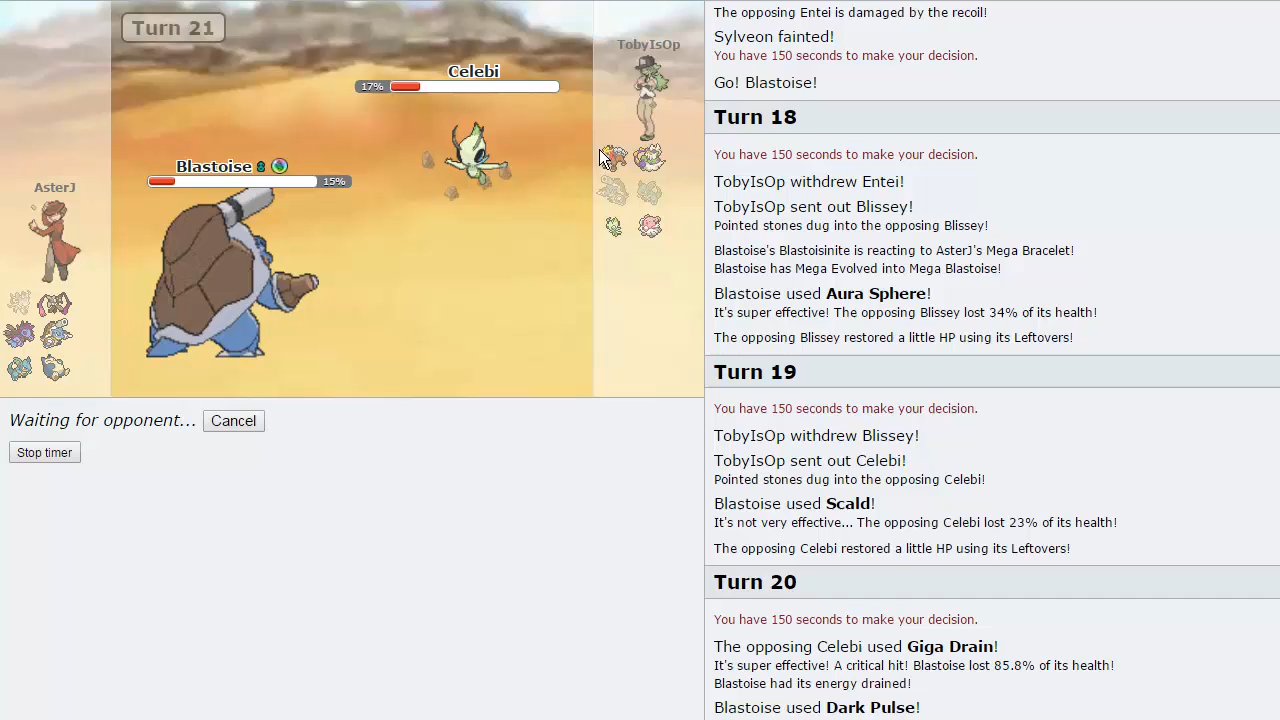 Turn 21
TobyIsOp
Celebi
17%
Blastoise
15%
AsterJ
Waiting for opponent... Cancel
Stop timer
The opposing Entei is damaged by the recoil!
Sylveon fainted!
You have 150 seconds to make your decision.
Go! Blastoise!
Turn 18
You have 150 seconds to make your decision.
TobyIsOp withdrew Entei!
TobyIsOp sent out Blissey!
Pointed stones dug into the opposing Blissey!
Blastoise's Blastoisinite is reacting to AsterJ's Mega Bracelet!
Blastoise has Mega Evolved into Mega Blastoise!
Blastoise used Aura Sphere!
It's super effective! The opposing Blissey lost 34% of its health!
The opposing Blissey restored a little HP using its Leftovers!
Turn 19
You have 150 seconds to make your decision.
TobyIsOp withdrew Blissey!
TobyIsOp sent out Celebi!
Pointed stones dug into the opposing Celebi!
Blastoise used Scald!
It's not very effective... The opposing Celebi lost 23% of its health!
The opposing Celebi restored a little HP using its Leftovers!
Turn 20
You have 150 seconds to make your decision.
The opposing Celebi used Giga Drain!
It's super effective! A critical hit! Blastoise lost 85.8% of its health!
Blastoise had its energy drained!
Blastoise used Dark Pulse!